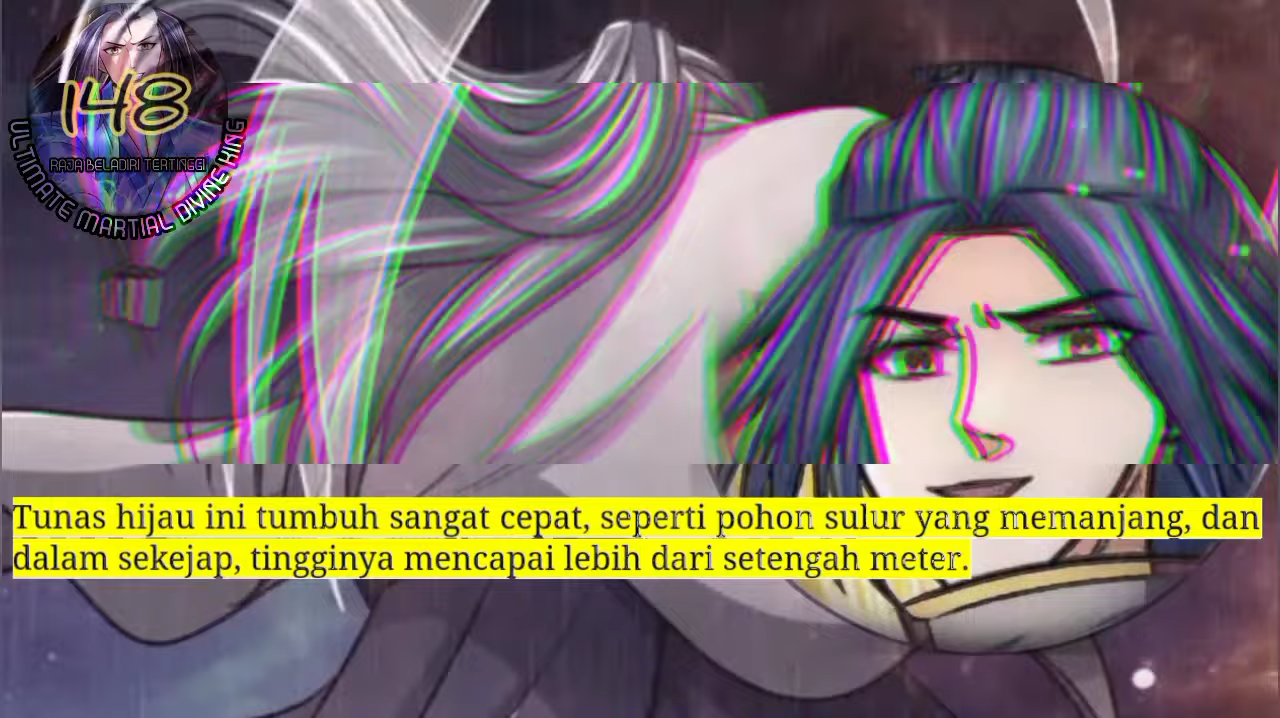 148
RAJA BELADIRI TERTINGGI
ULTIMATE MARTIAL DIVINE KING
Tunas hijau ini tumbuh sangat cepat, seperti pohon sulur yang memanjang, dan
dalam sekejap, tingginya mencapai lebih dari setengah meter.